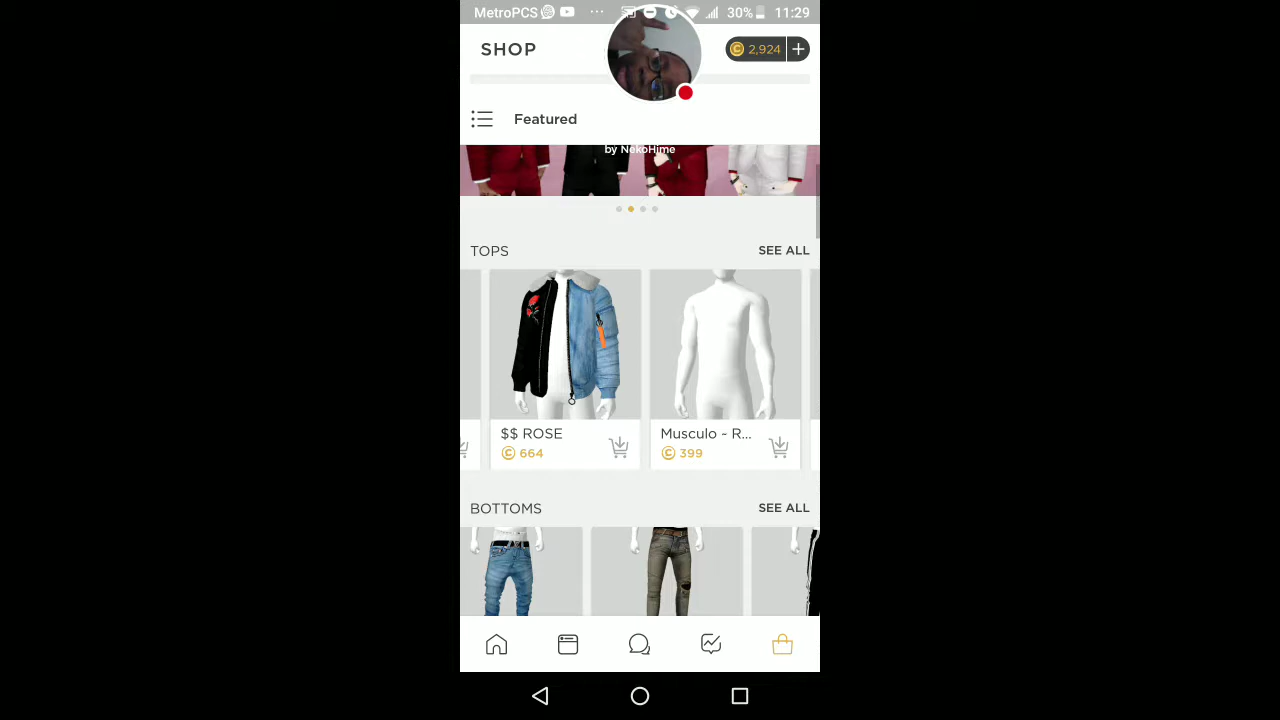 MetroPCS
30%
11:29
SHOP
2,924
Featured
by NekoHime
TOPS
SEE ALL
$$ ROSE
664
Musculo ~ R...
399
BOTTOMS
SEE ALL